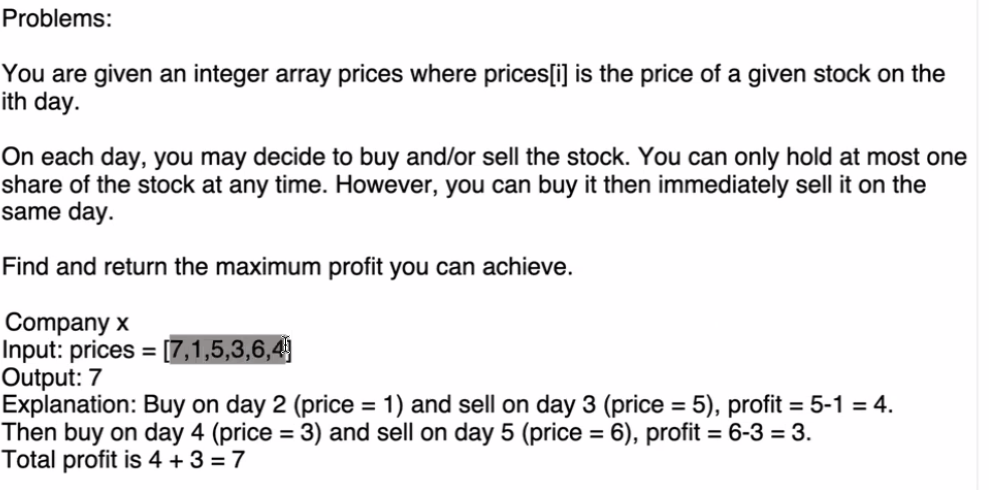 Problems:
You are given an integer array prices where prices[i] is the price of a given stock on the
ith day.
On each day, you may decide to buy and/or sell the stock. You can only hold at most one
share of the stock at any time. However, you can buy it then immediately sell it on the
same day.
Find and return the maximum profit you can achieve.
Company x
Input: prices = [7,1,5,3,6,4]
Output: 7
Explanation: Buy on day 2 (price = 1) and sell on day 3 (price = 5), profit = 5-1 = 4.
Then buy on day 4 (price = 3) and sell on day 5 (price = 6), profit = 6-3 = 3.
Total profit is 4 + 3 = 7